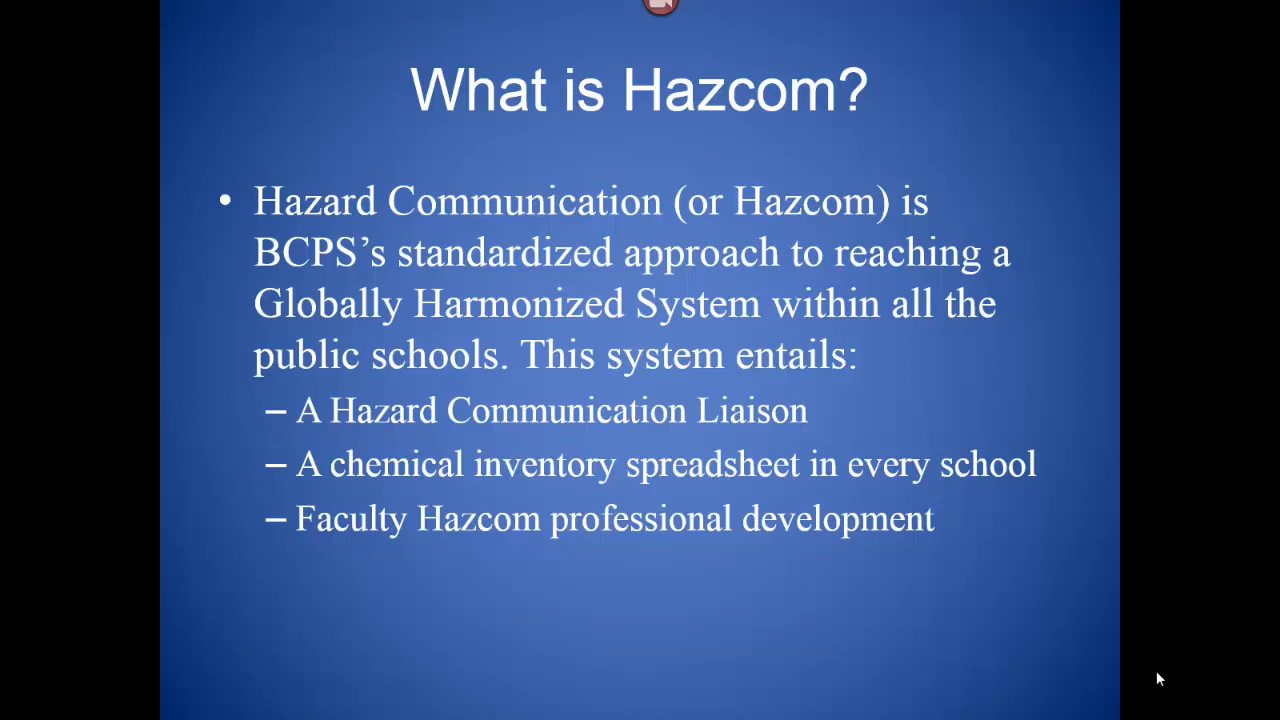 What is Hazcom?
• Hazard Communication (or Hazcom) is
BCPS’s standardized approach to reaching a
Globally Harmonized System within all the
public schools. This system entails:
– A Hazard Communication Liaison
– A chemical inventory spreadsheet in every school
– Faculty Hazcom professional development